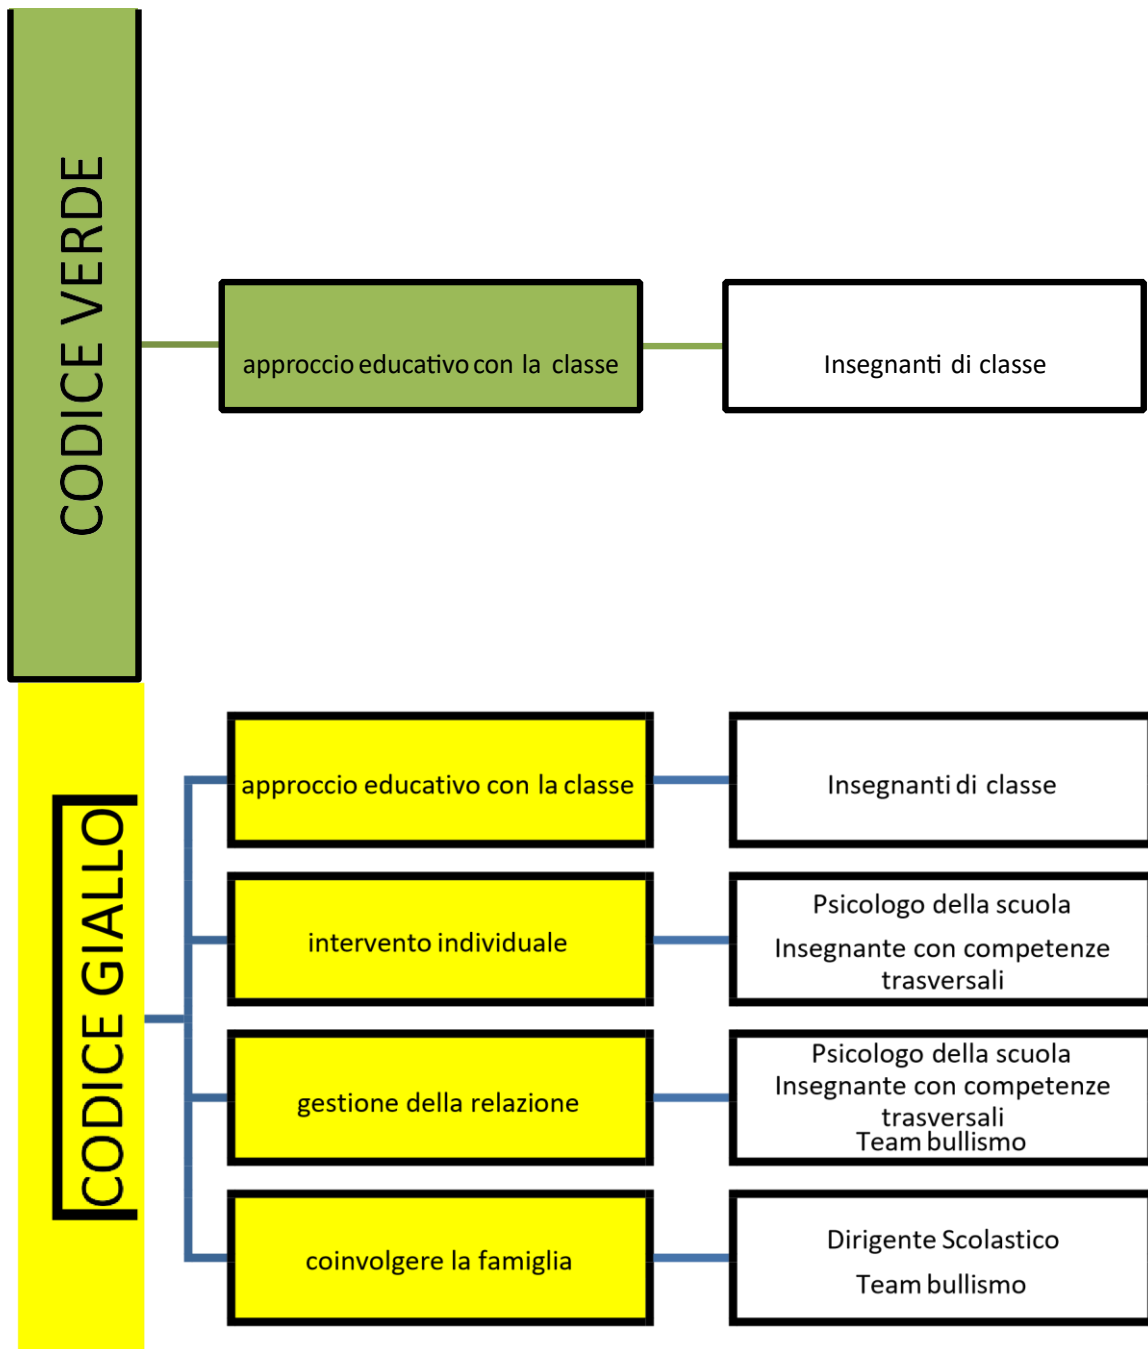 CODICE VERDE
approccio educativo con la classe
Insegnanti di classe
CODICE GIALLO
approccio educativo con la classe
Insegnanti di classe
intervento individuale
Psicologo della scuola
Insegnante con competenze
trasversali
gestione della relazione
Psicologo della scuola
Insegnante con competenze
trasversali
Team bullismo
coinvolgere la famiglia
Dirigente Scolastico
Team bullismo